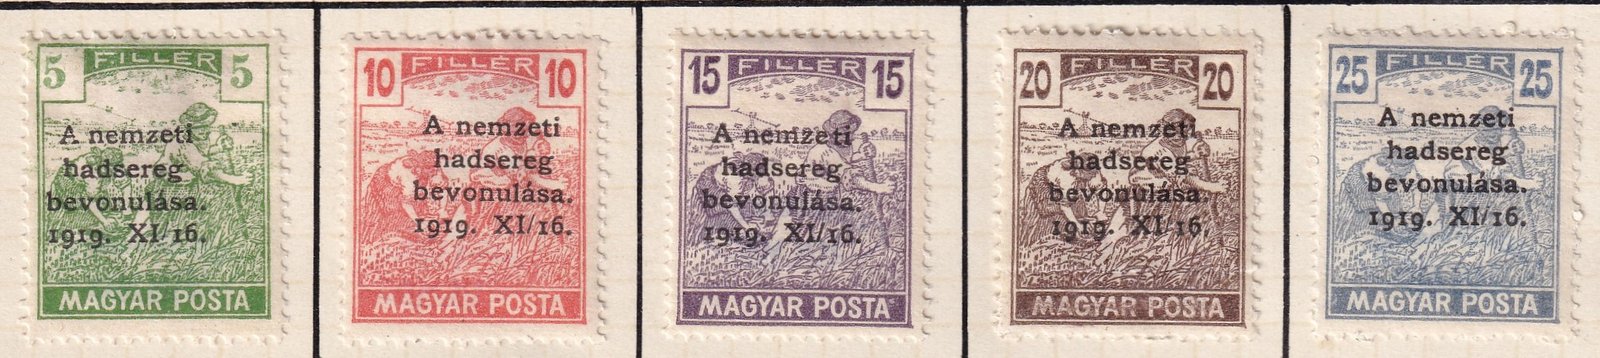 5 FILLÉR 5
A nemzeti
hadsereg
bevonulása.
1919. XI/16.
MAGYAR POSTA
10 FILLÉR 10
A nemzeti
hadsereg
bevonulása.
1919. XI/16.
MAGYAR POSTA
15 FILLÉR 15
A nemzeti
hadsereg
bevonulása.
1919. XI/16.
MAGYAR POSTA
20 FILLÉR 20
A nemzeti
hadsereg
bevonulása.
1919. XI/16.
MAGYAR POSTA
25 FILLÉR 25
A nemzeti
hadsereg
bevonulása.
1919. XI/16.
MAGYAR POSTA